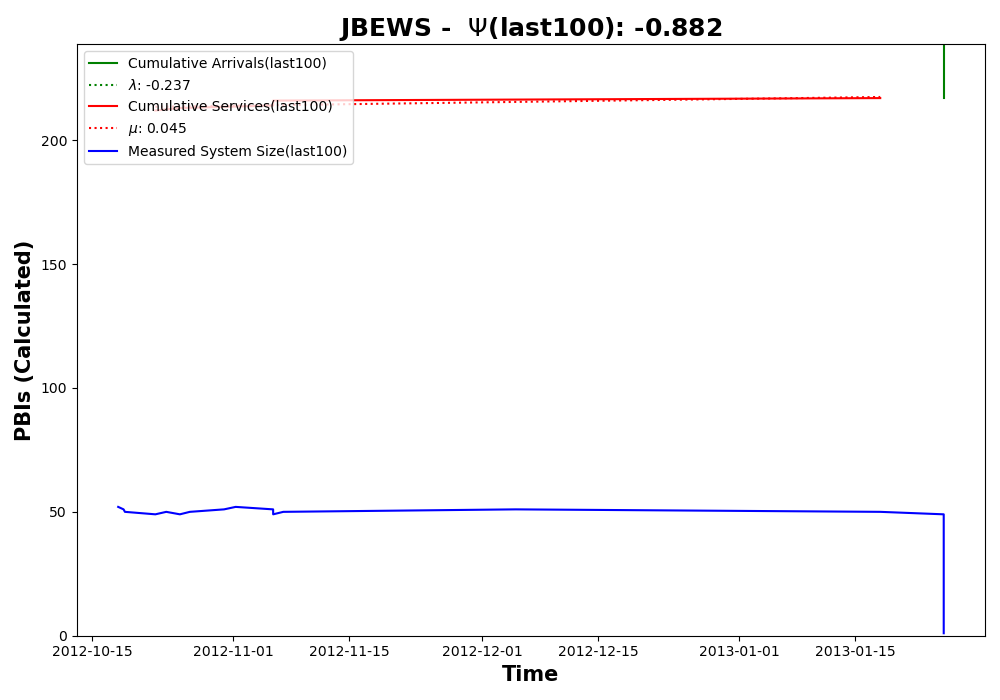 JBEWS -  Ψ(last100): -0.882
Cumulative Arrivals(last100)
λ: -0.237
Cumulative Services(last100)
μ: 0.045
Measured System Size(last100)
PBIs (Calculated)
200
150
100
50
0
2012-10-15 2012-11-01 2012-11-15 2012-12-01 2012-12-15 2013-01-01 2013-01-15
Time